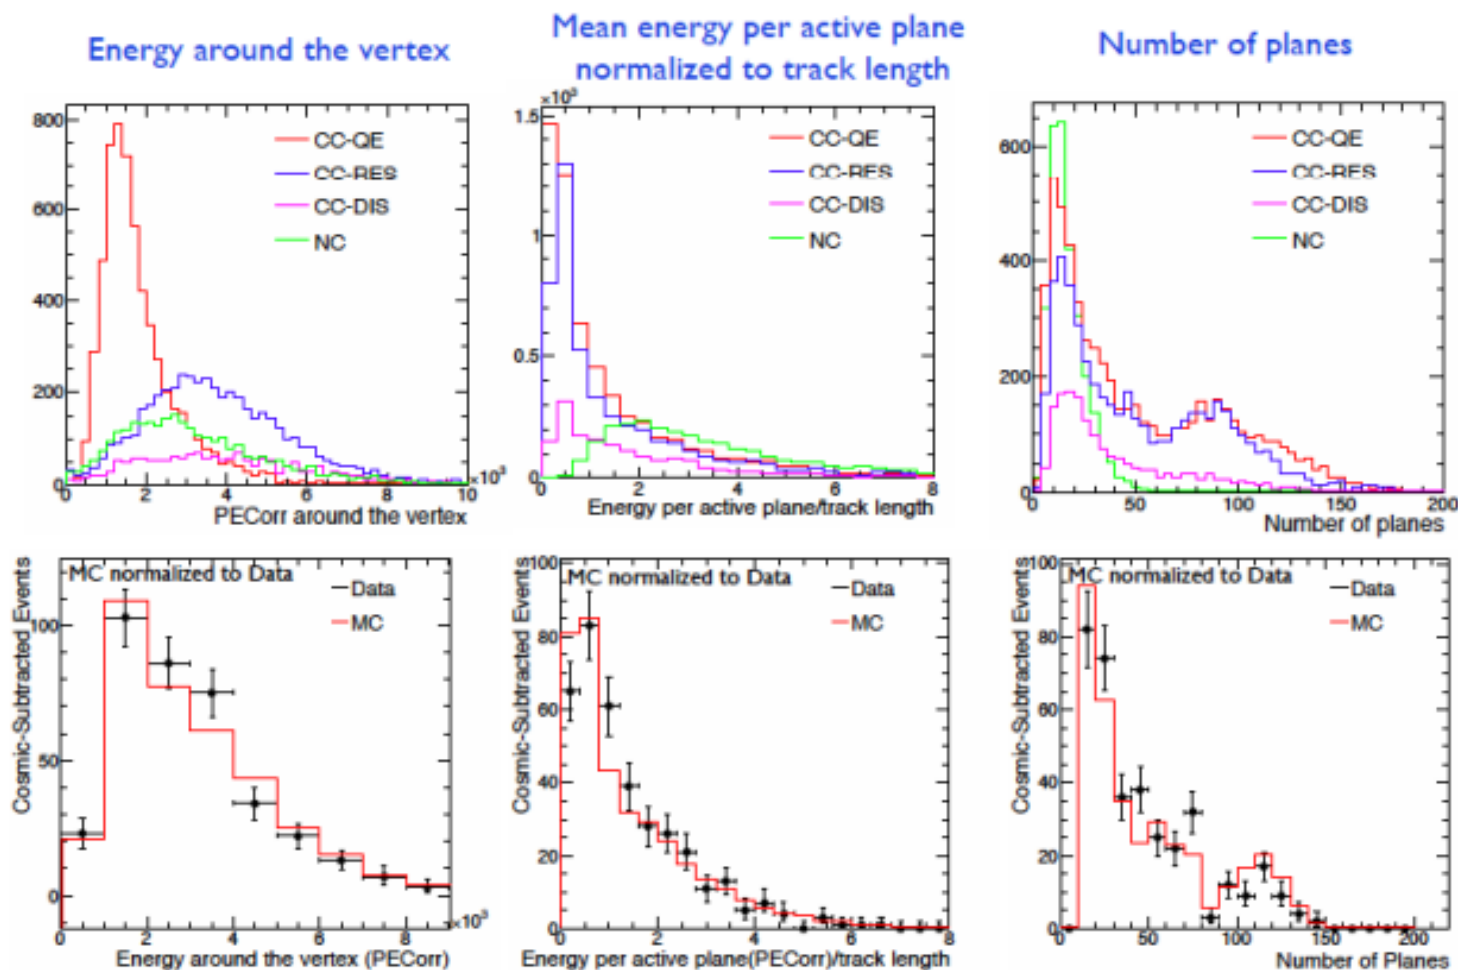 Energy around the vertex
Mean energy per active plane
normalized to track length
Number of planes
800
600
400
200
0
CC-QE
CC-RES
CC-DIS
NC
0 2 4 6 8 10
×10³
PECorr around the vertex
×10³
1.5
1
0.5
0
CC-QE
CC-RES
CC-DIS
NC
0 2 4 6 8
Energy per active plane/track length
600
400
200
0
CC-QE
CC-RES
CC-DIS
NC
0 50 100 150 200
Number of planes
Cosmic-Subtracted Events
MC normalized to Data
Data
MC
100
50
0
0 2 4 6 8
×10³
Energy around the vertex (PECorr)
Cosmic-Subtracted Events
MC normalized to Data
Data
MC
100
80
60
40
20
0
0 2 4 6 8
Energy per active plane(PECorr)/track length
Cosmic-Subtracted Events
MC normalized to Data
Data
MC
100
80
60
40
20
0
0 50 100 150 200
Number of Planes